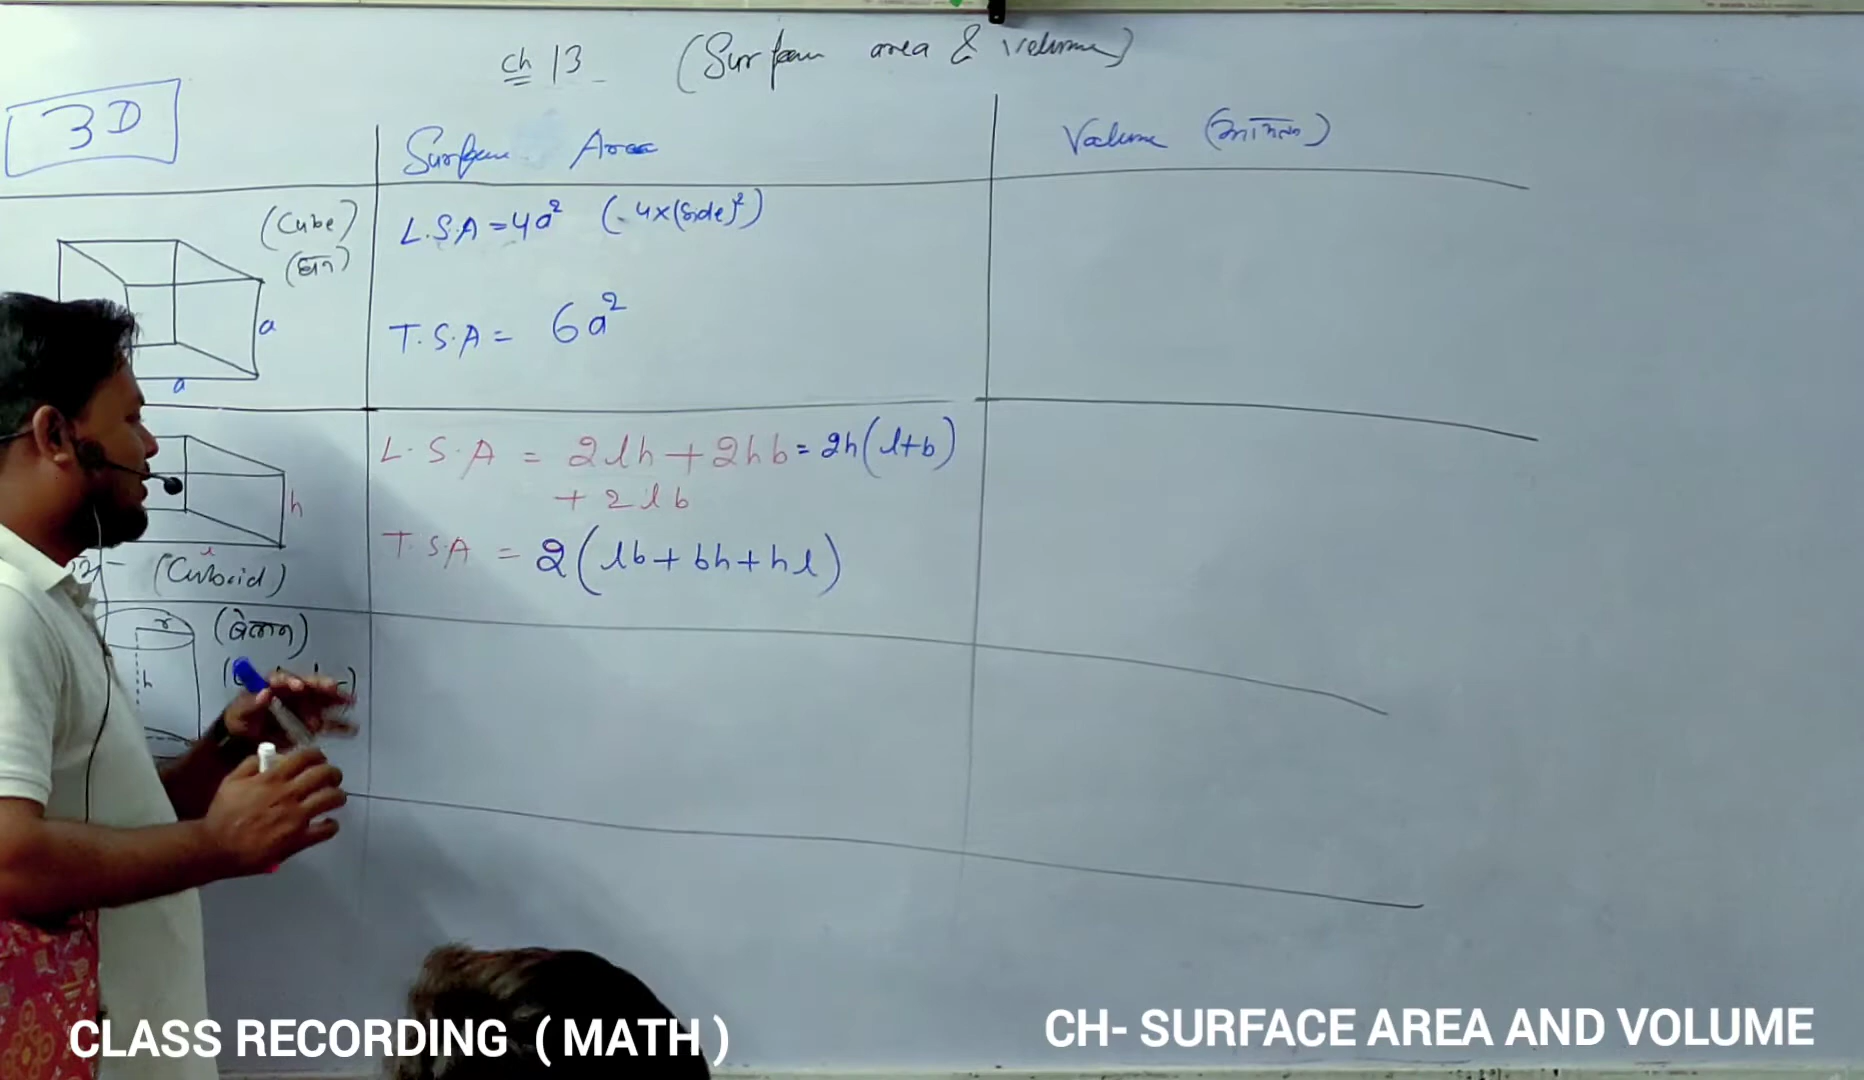 ch 13 (Surface area & Volume)
3D
Surface Area
Volume (आयतन)
(Cube)
(घन)
a
a
L.S.A = 4a² (4×(side)²)
T.S.A = 6a²
h
l
(Cuboid)
L.S.A = 2lh + 2hb = 2h(l+b)
+ 2lb
T.S.A = 2(lb + bh + hl)
r
h
(बेलन)
CLASS RECORDING ( MATH )
CH- SURFACE AREA AND VOLUME